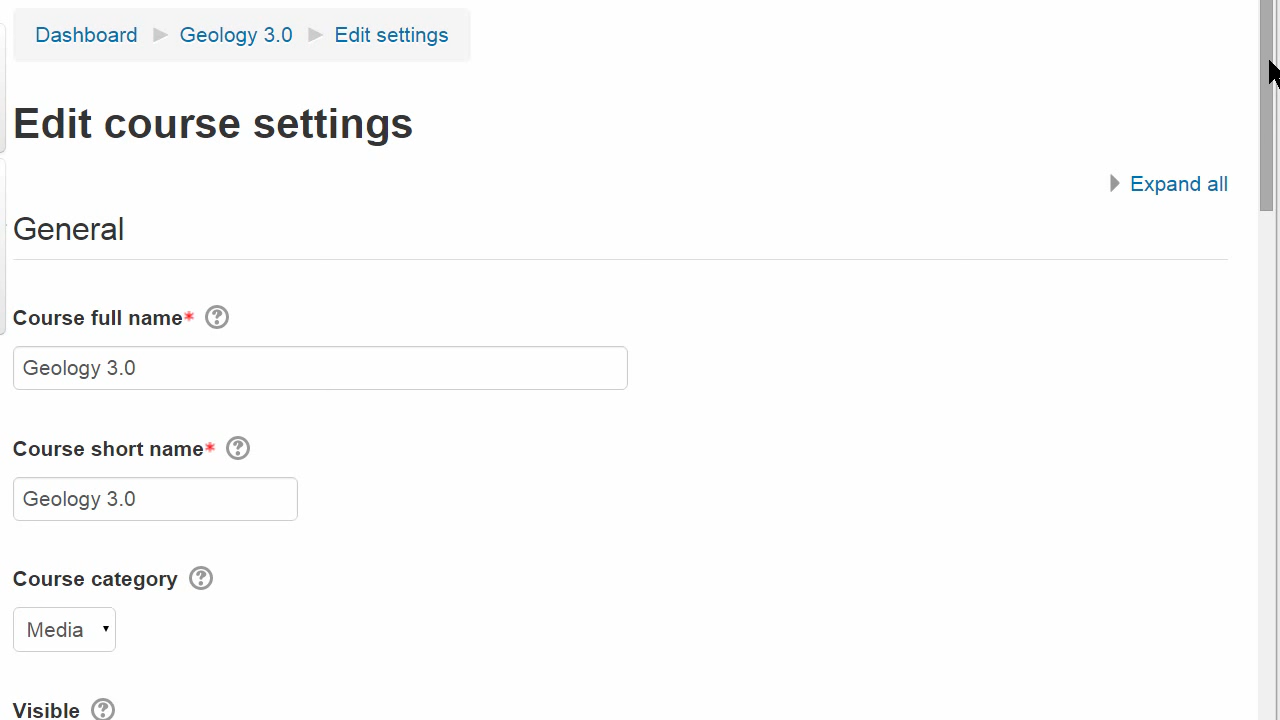 Dashboard ► Geology 3.0 ► Edit settings
Edit course settings
Expand all
General
Course full name*
Geology 3.0
Course short name*
Geology 3.0
Course category
Media
Visible